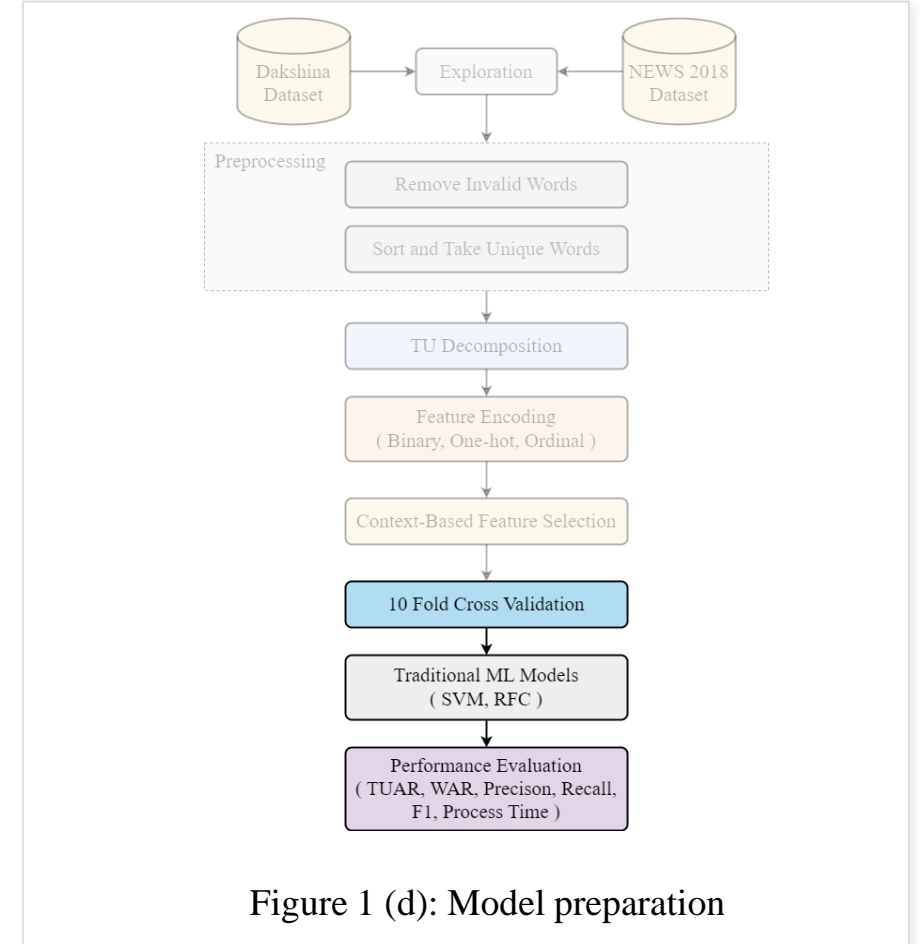 Dakshina
Dataset
Exploration
NEWS 2018
Dataset
Preprocessing
Remove Invalid Words
Sort and Take Unique Words
TU Decomposition
Feature Encoding
( Binary, One-hot, Ordinal )
Context-Based Feature Selection
10 Fold Cross Validation
Traditional ML Models
( SVM, RFC )
Performance Evaluation
( TUAR, WAR, Precison, Recall,
F1, Process Time )
Figure 1 (d): Model preparation